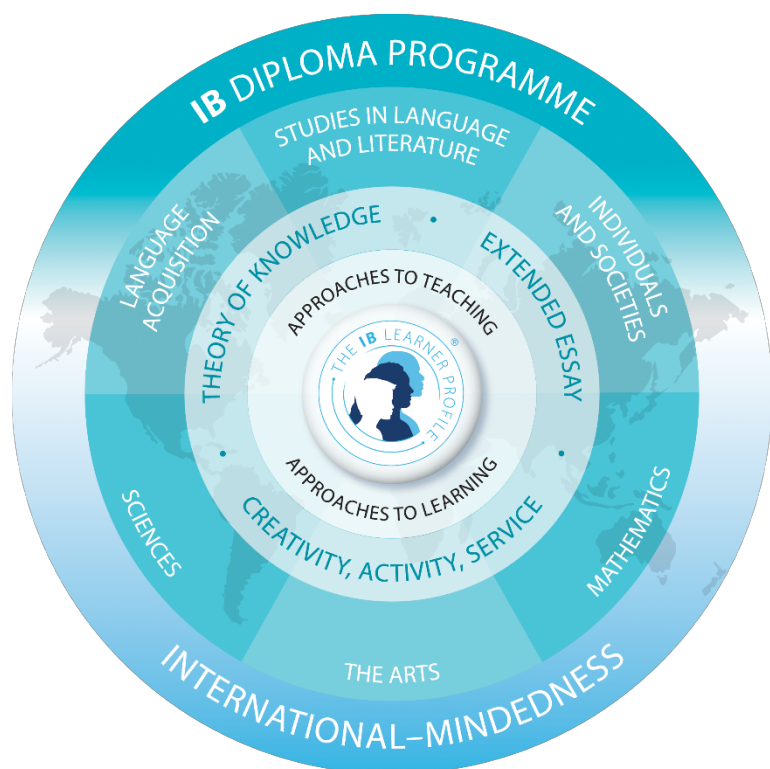 IB DIPLOMA PROGRAMME
STUDIES IN LANGUAGE
AND LITERATURE
LANGUAGE
ACQUISITION
INDIVIDUALS
AND SOCIETIES
THEORY OF KNOWLEDGE
·
EXTENDED ESSAY
APPROACHES TO TEACHING
THE IB LEARNER PROFILE
®
APPROACHES TO LEARNING
·
CREATIVITY, ACTIVITY, SERVICE
·
SCIENCES
MATHEMATICS
THE ARTS
INTERNATIONAL–MINDEDNESS